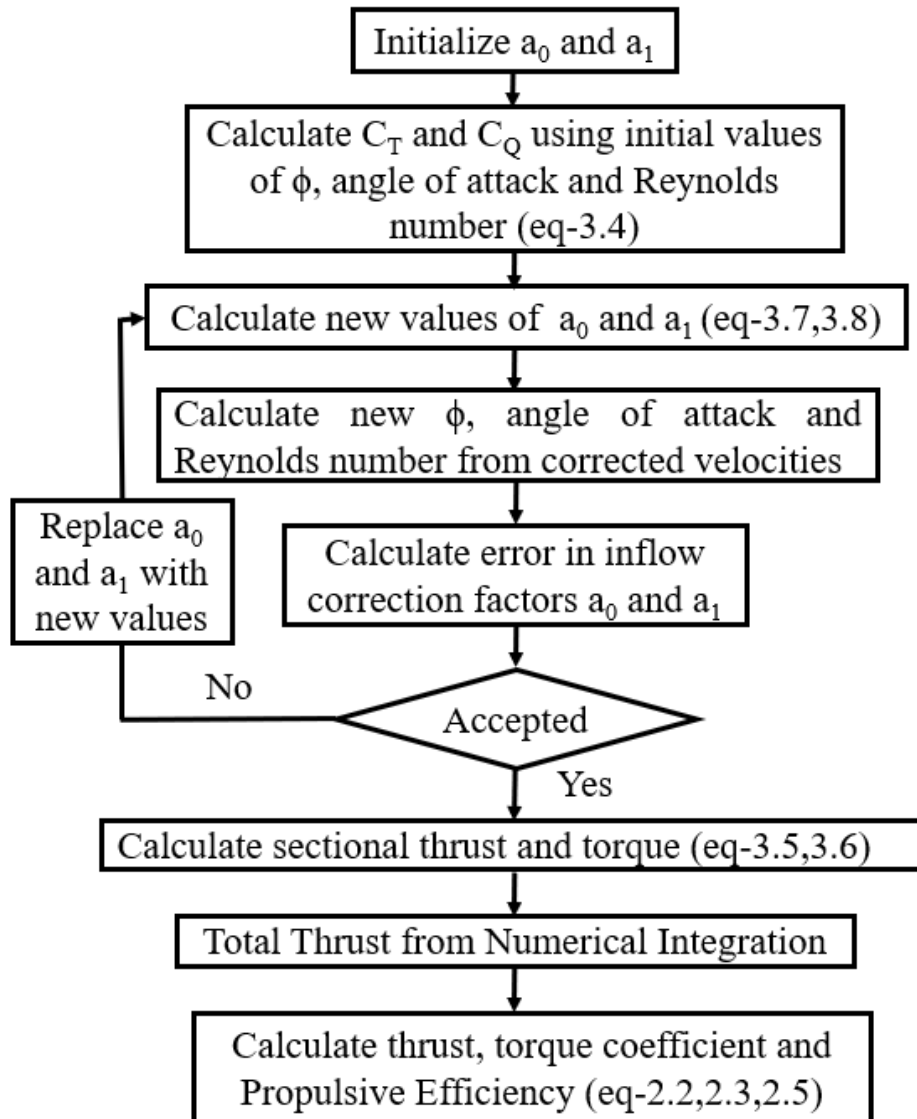 Initialize a₀ and a₁
Calculate C_T and C_Q using initial values
of ϕ, angle of attack and Reynolds
number (eq-3.4)
Calculate new values of a₀ and a₁ (eq-3.7,3.8)
Calculate new ϕ, angle of attack and
Reynolds number from corrected velocities
Replace a₀
and a₁ with
new values
Calculate error in inflow
correction factors a₀ and a₁
No
Accepted
Yes
Calculate sectional thrust and torque (eq-3.5,3.6)
Total Thrust from Numerical Integration
Calculate thrust, torque coefficient and
Propulsive Efficiency (eq-2.2,2.3,2.5)